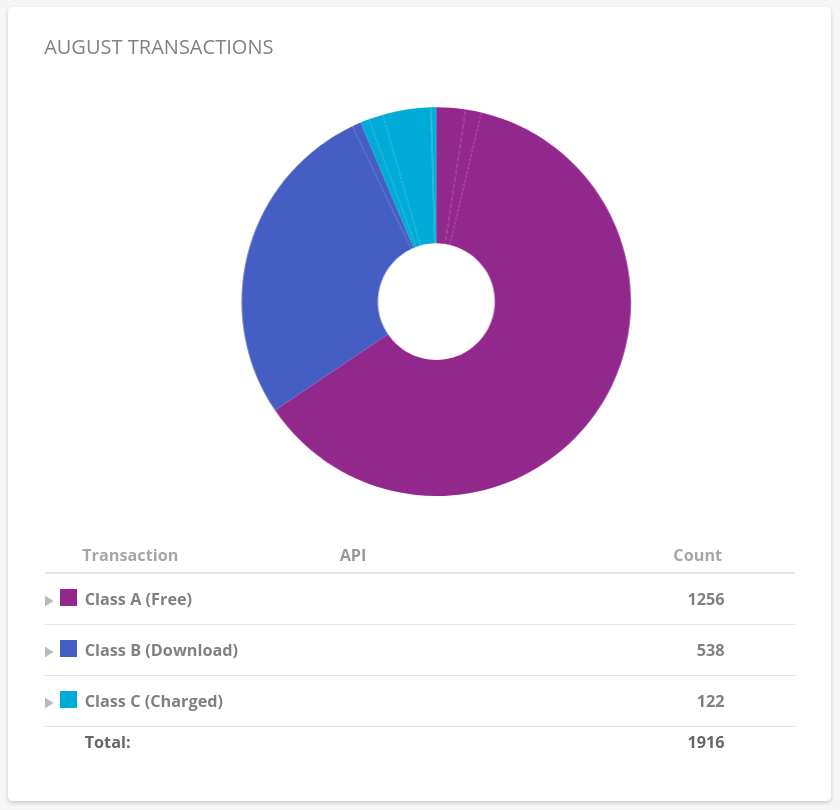 AUGUST TRANSACTIONS
Transaction API Count
Class A (Free) 1256
Class B (Download) 538
Class C (Charged) 122
Total: 1916